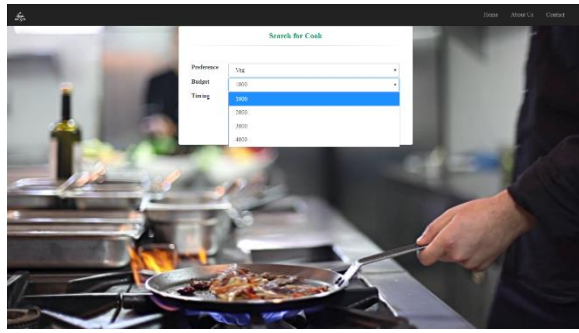 Home About Us Contact
Search for Cook
Preference Veg
Budget 1000
Timing
1000
2000
3000
4000